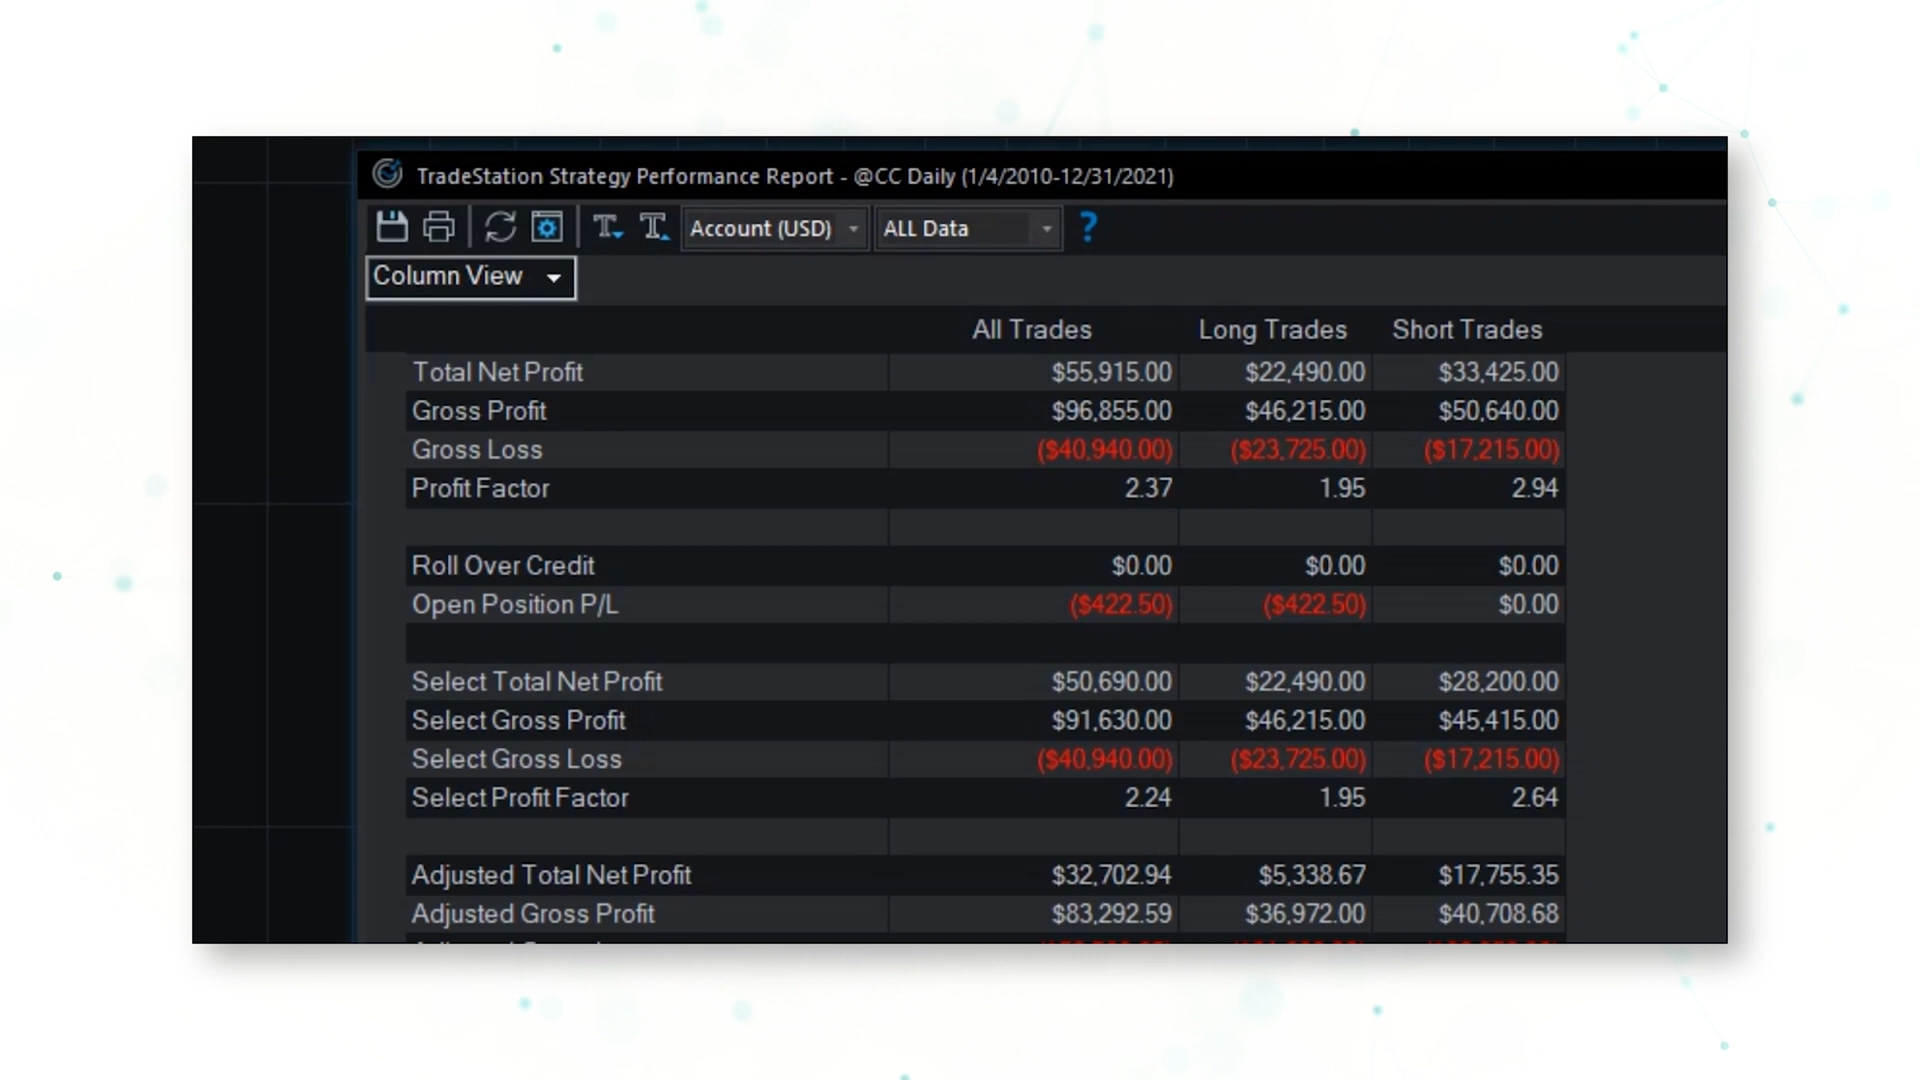 TradeStation Strategy Performance Report - @CC Daily (1/4/2010-12/31/2021)
Account (USD) ALL Data ?
Column View
All Trades Long Trades Short Trades
Total Net Profit $55,915.00 $22,490.00 $33,425.00
Gross Profit $96,855.00 $46,215.00 $50,640.00
Gross Loss ($40,940.00) ($23,725.00) ($17,215.00)
Profit Factor 2.37 1.95 2.94
Roll Over Credit $0.00 $0.00 $0.00
Open Position P/L ($422.50) ($422.50) $0.00
Select Total Net Profit $50,690.00 $22,490.00 $28,200.00
Select Gross Profit $91,630.00 $46,215.00 $45,415.00
Select Gross Loss ($40,940.00) ($23,725.00) ($17,215.00)
Select Profit Factor 2.24 1.95 2.64
Adjusted Total Net Profit $32,702.94 $5,338.67 $17,755.35
Adjusted Gross Profit $83,292.59 $36,972.00 $40,708.68